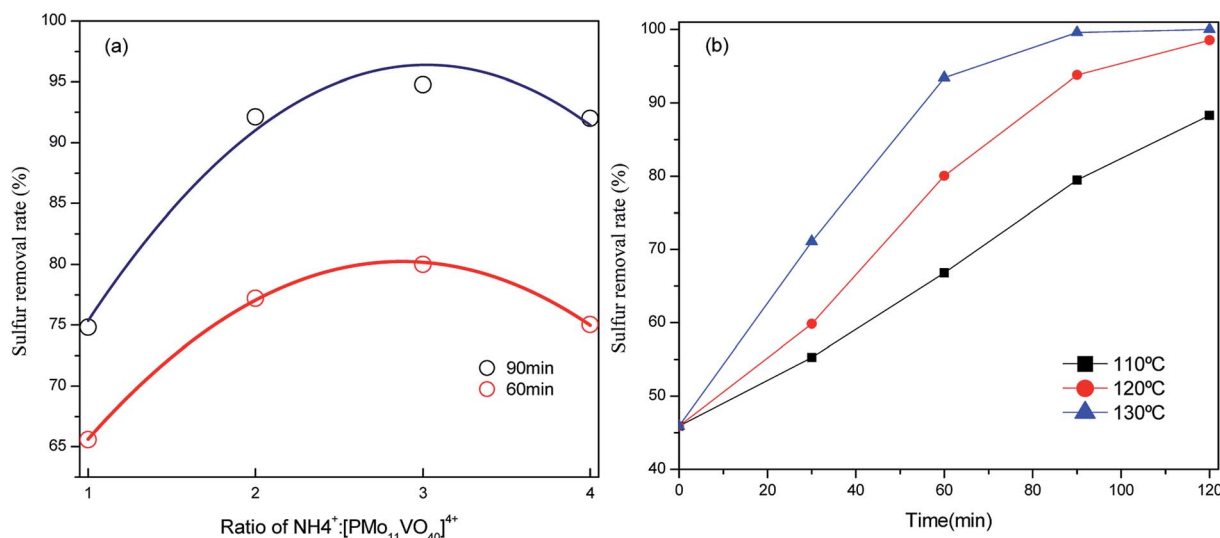 (a)
Sulfur removal rate (%)
100
95
90
85
80
75
70
65
90min
60min
1 2 3 4
Ratio of NH4⁺:[PMo₁₁VO₄₀]⁴⁺
(b)
Sulfur removal rate (%)
100
90
80
70
60
50
40
110ºC
120ºC
130ºC
0 20 40 60 80 100 120
Time(min)